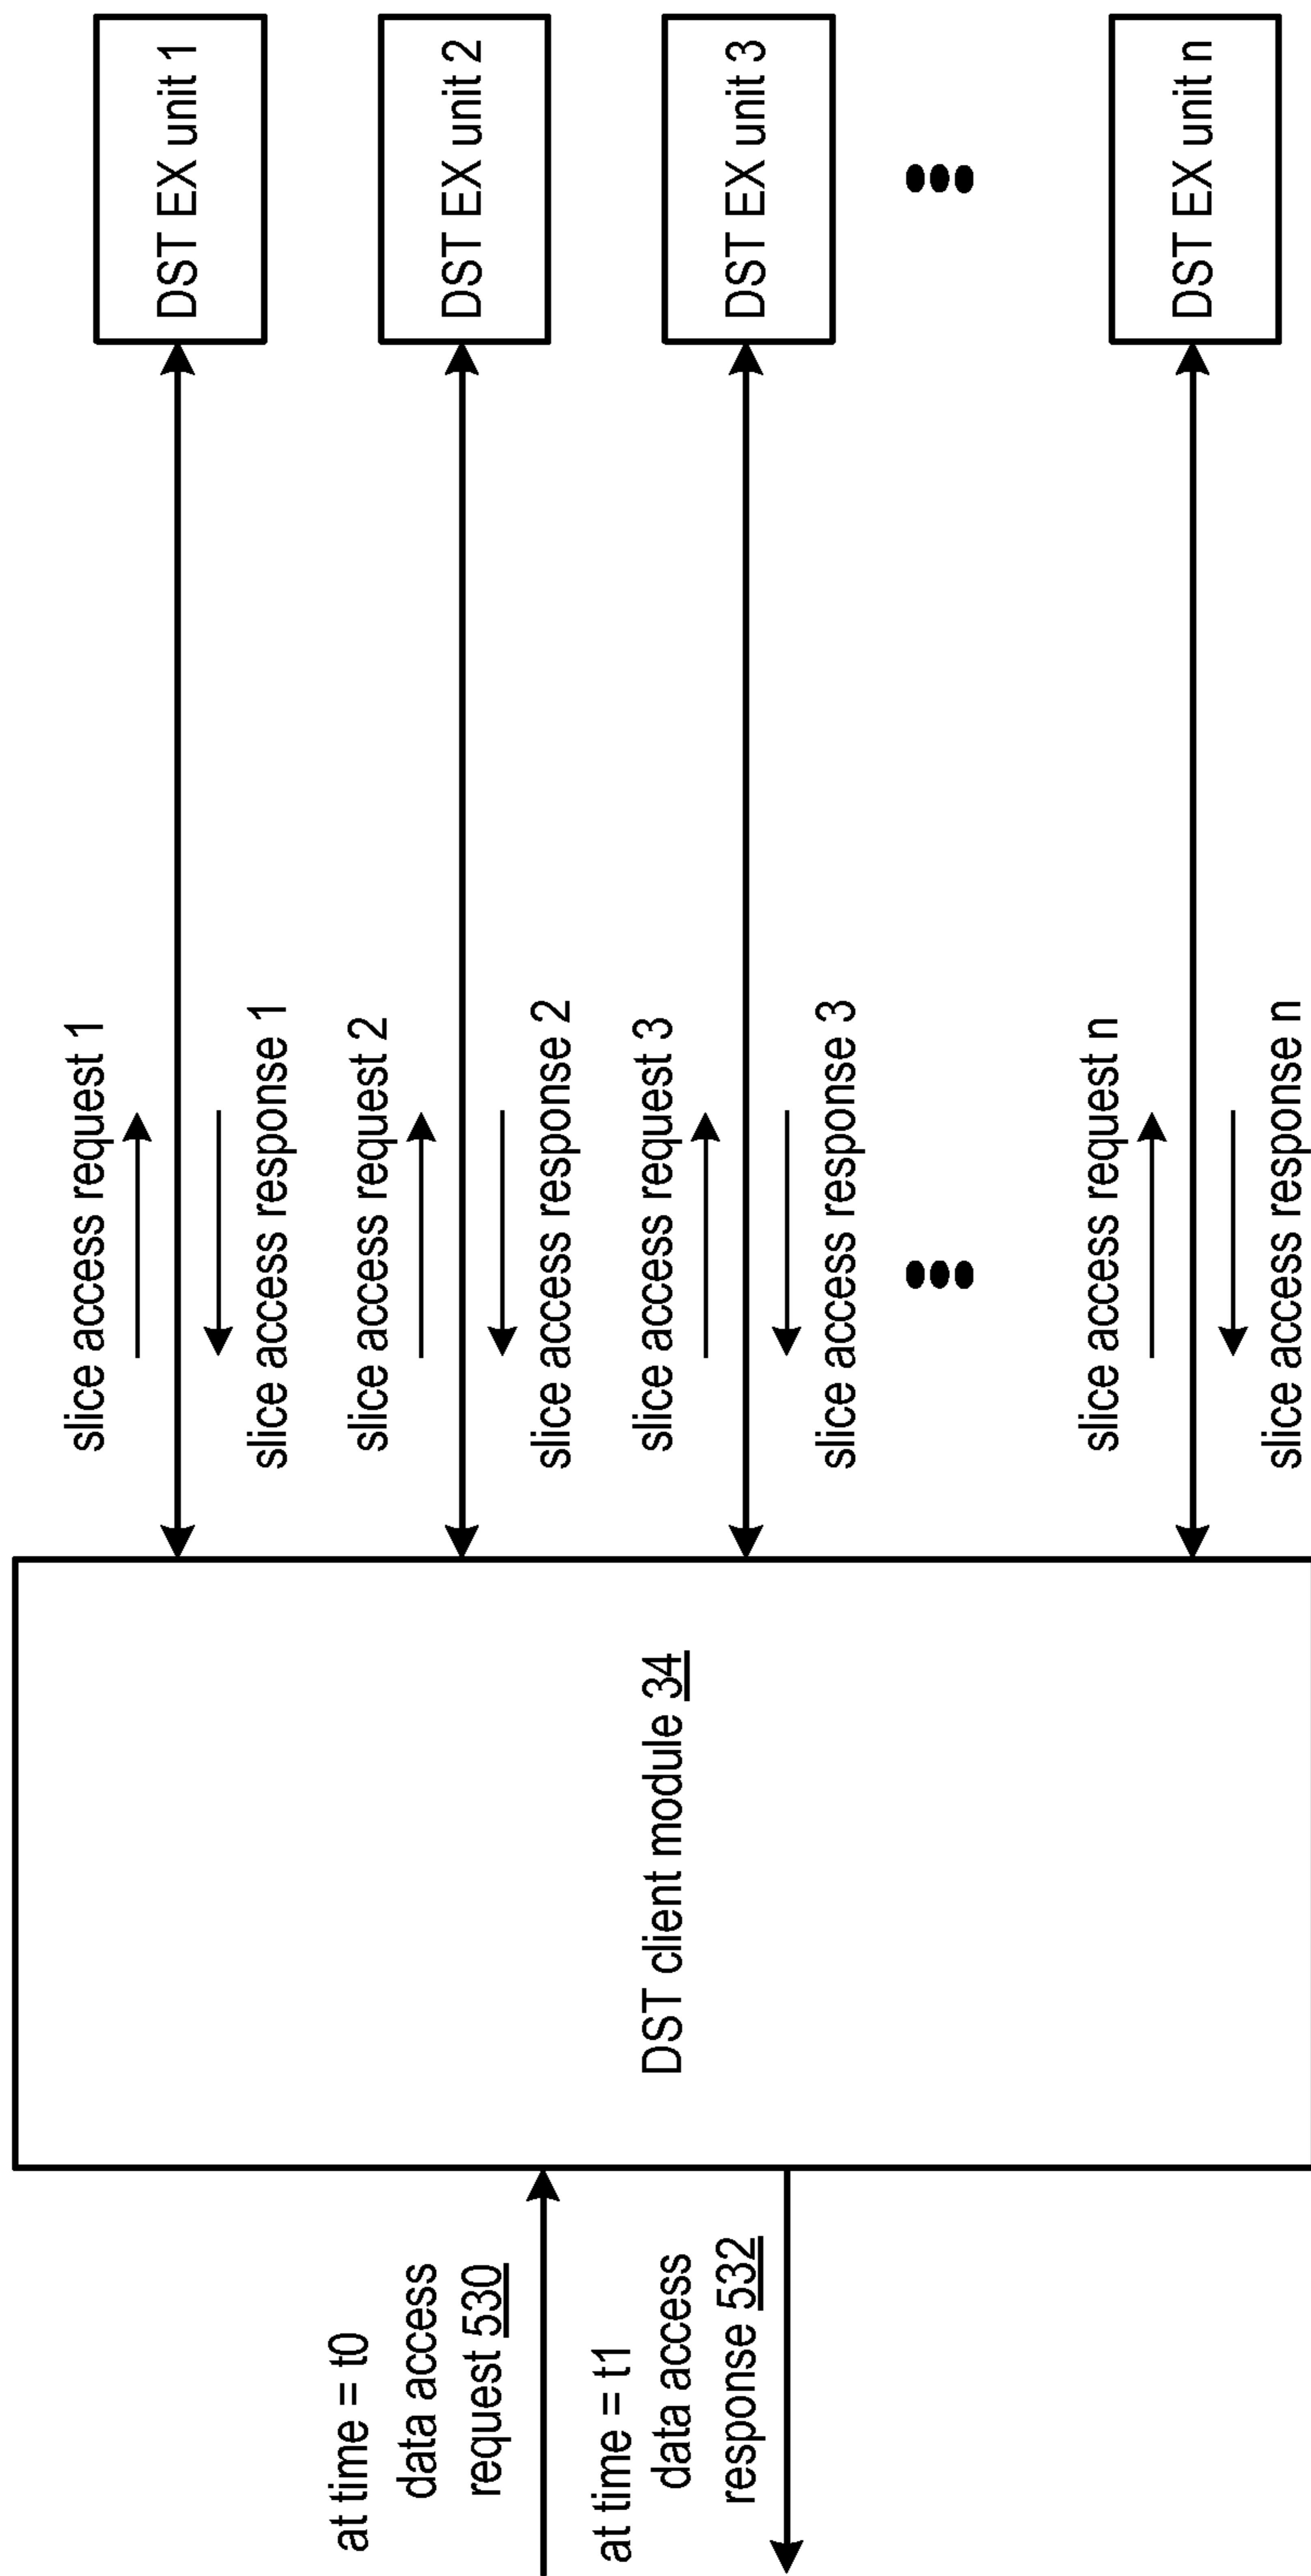 at time = t0
data access
request 530
at time = t1
data access
response 532
DST client module 34
slice access request 1
slice access response 1
slice access request 2
slice access response 2
slice access request 3
slice access response 3
slice access request n
slice access response n
DST EX unit 1
DST EX unit 2
DST EX unit 3
DST EX unit n